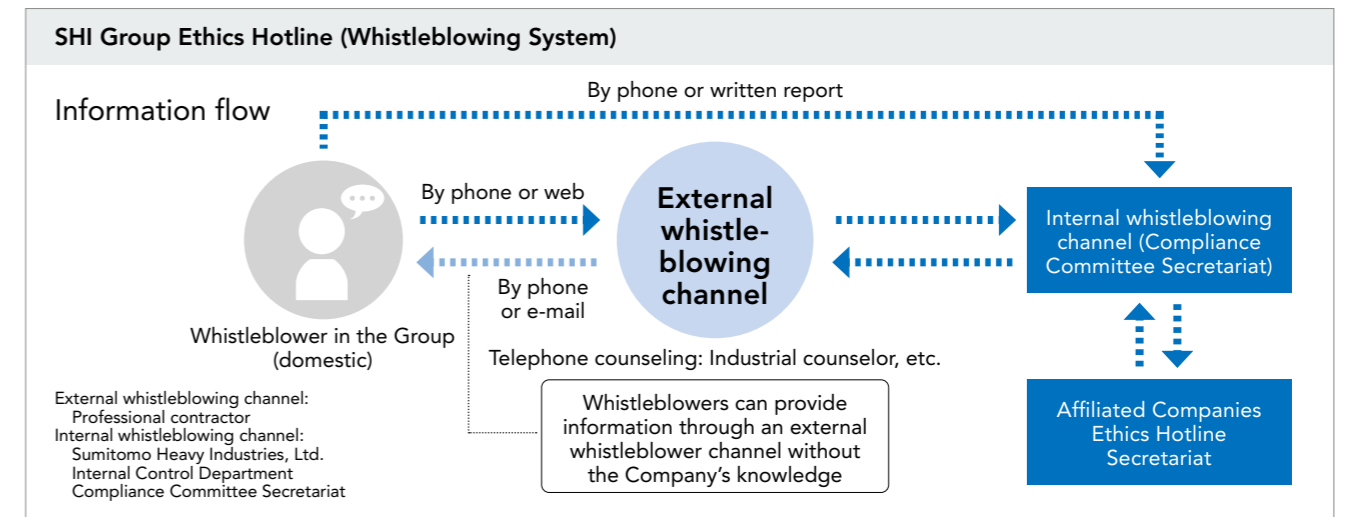 SHI Group Ethics Hotline (Whistleblowing System)
Information flow
By phone or written report
By phone or web
By phone
or e-mail
External
whistle-
blowing
channel
Internal whistleblowing
channel (Compliance
Committee Secretariat)
Whistleblower in the Group
(domestic)
Telephone counseling: Industrial counselor, etc.
Whistleblowers can provide
information through an external
whistleblower channel without
the Company’s knowledge
Affiliated Companies
Ethics Hotline
Secretariat
External whistleblowing channel:
Professional contractor
Internal whistleblowing channel:
Sumitomo Heavy Industries, Ltd.
Internal Control Department
Compliance Committee Secretariat